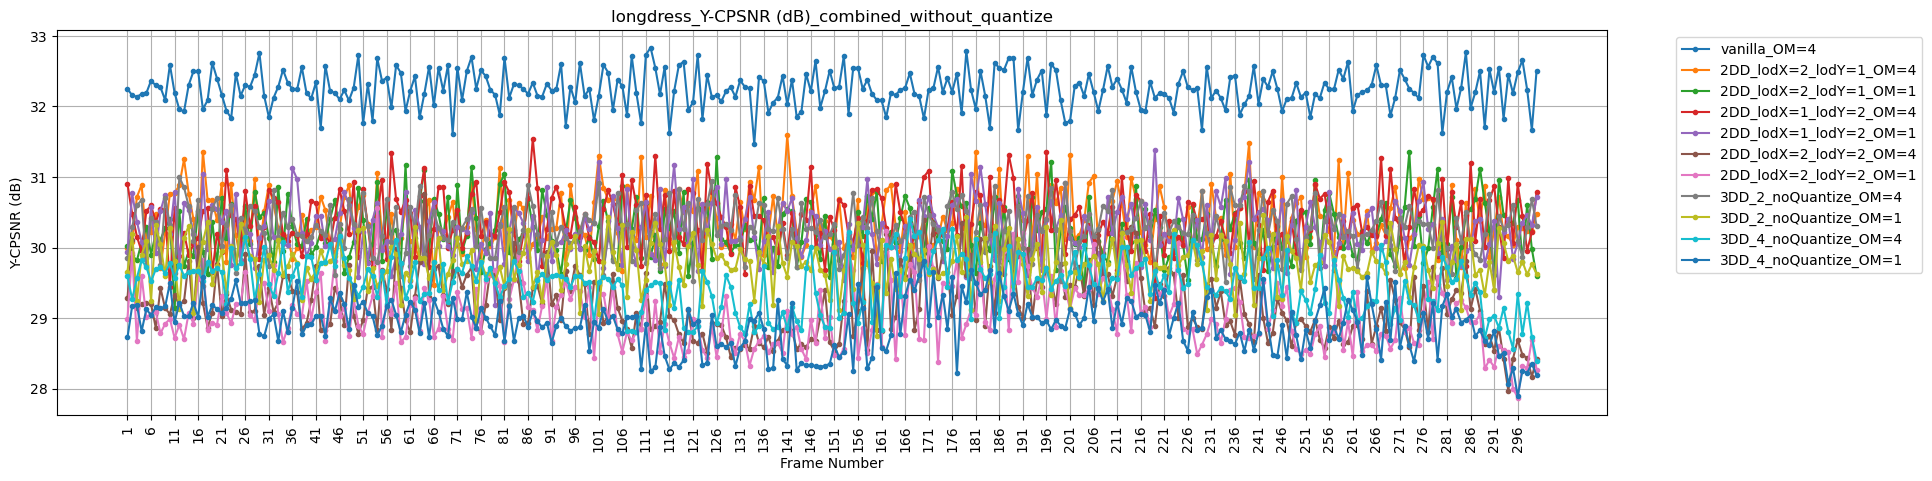 longdress_Y-CPSNR (dB)_combined_without_quantize
33
32
31
30
29
28
Y-CPSNR (dB)
1 6 11 16 21 26 31 36 41 46 51 56 61 66 71 76 81 86 91 96 101 106 111 116 121 126 131 136 141 146 151 156 161 166 171 176 181 186 191 196 201 206 211 216 221 226 231 236 241 246 251 256 261 266 271 276 281 286 291 296
Frame Number
vanilla_OM=4
2DD_lodX=2_lodY=1_OM=4
2DD_lodX=2_lodY=1_OM=1
2DD_lodX=1_lodY=2_OM=4
2DD_lodX=1_lodY=2_OM=1
2DD_lodX=2_lodY=2_OM=4
2DD_lodX=2_lodY=2_OM=1
3DD_2_noQuantize_OM=4
3DD_2_noQuantize_OM=1
3DD_4_noQuantize_OM=4
3DD_4_noQuantize_OM=1